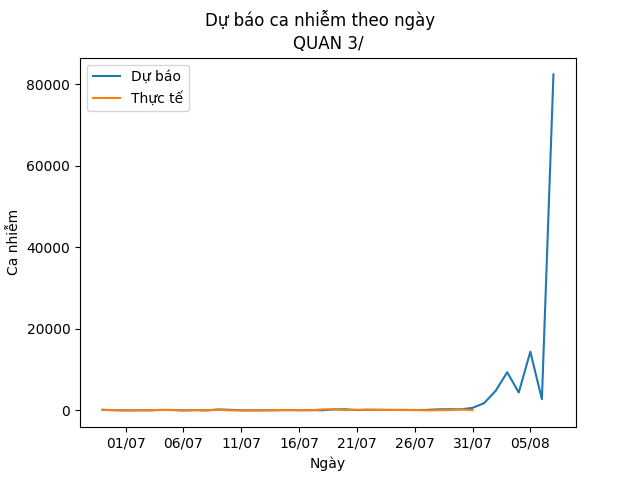 Dự báo ca nhiễm theo ngày
QUAN 3/
Dự báo
Thực tế
Ca nhiễm
80000
60000
40000
20000
0
01/07 06/07 11/07 16/07 21/07 26/07 31/07 05/08
Ngày